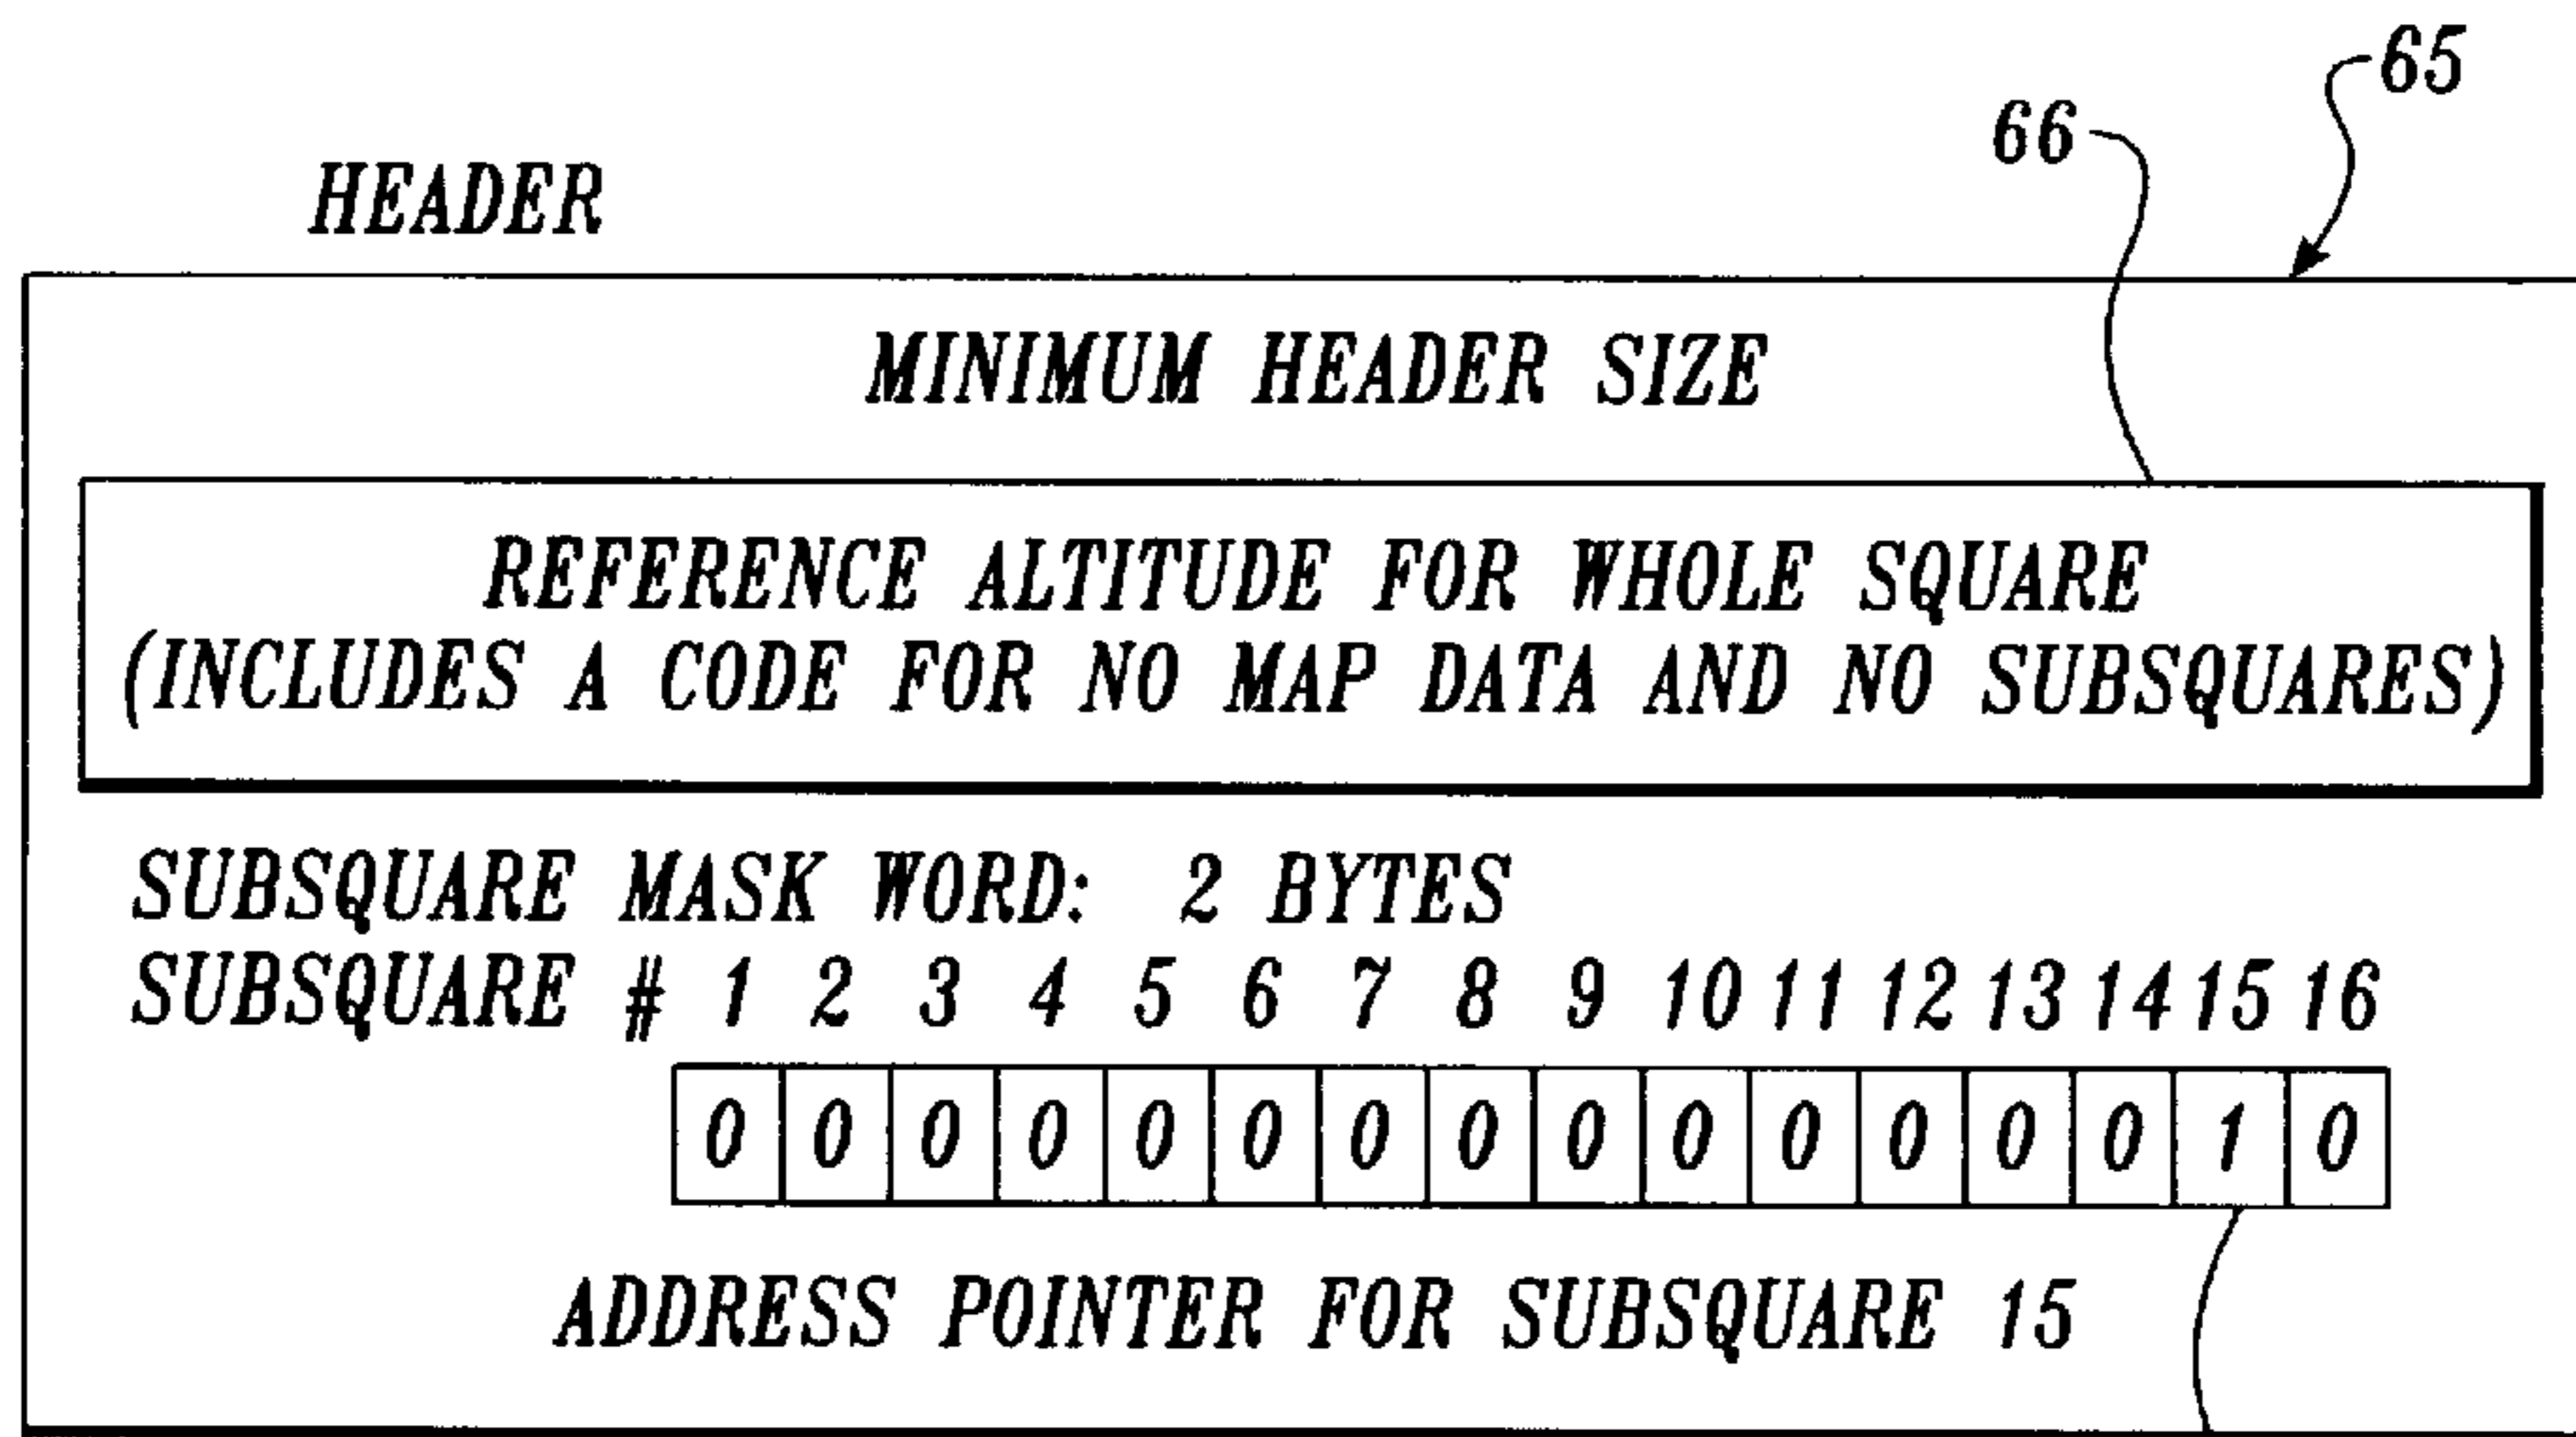 65
66
HEADER
MINIMUM HEADER SIZE
REFERENCE ALTITUDE FOR WHOLE SQUARE
(INCLUDES A CODE FOR NO MAP DATA AND NO SUBSQUARES)
SUBSQUARE MASK WORD: 2 BYTES
SUBSQUARE # 1 2 3 4 5 6 7 8 9 10 11 12 13 14 15 16
0 0 0 0 0 0 0 0 0 0 0 0 0 0 1 0
ADDRESS POINTER FOR SUBSQUARE 15